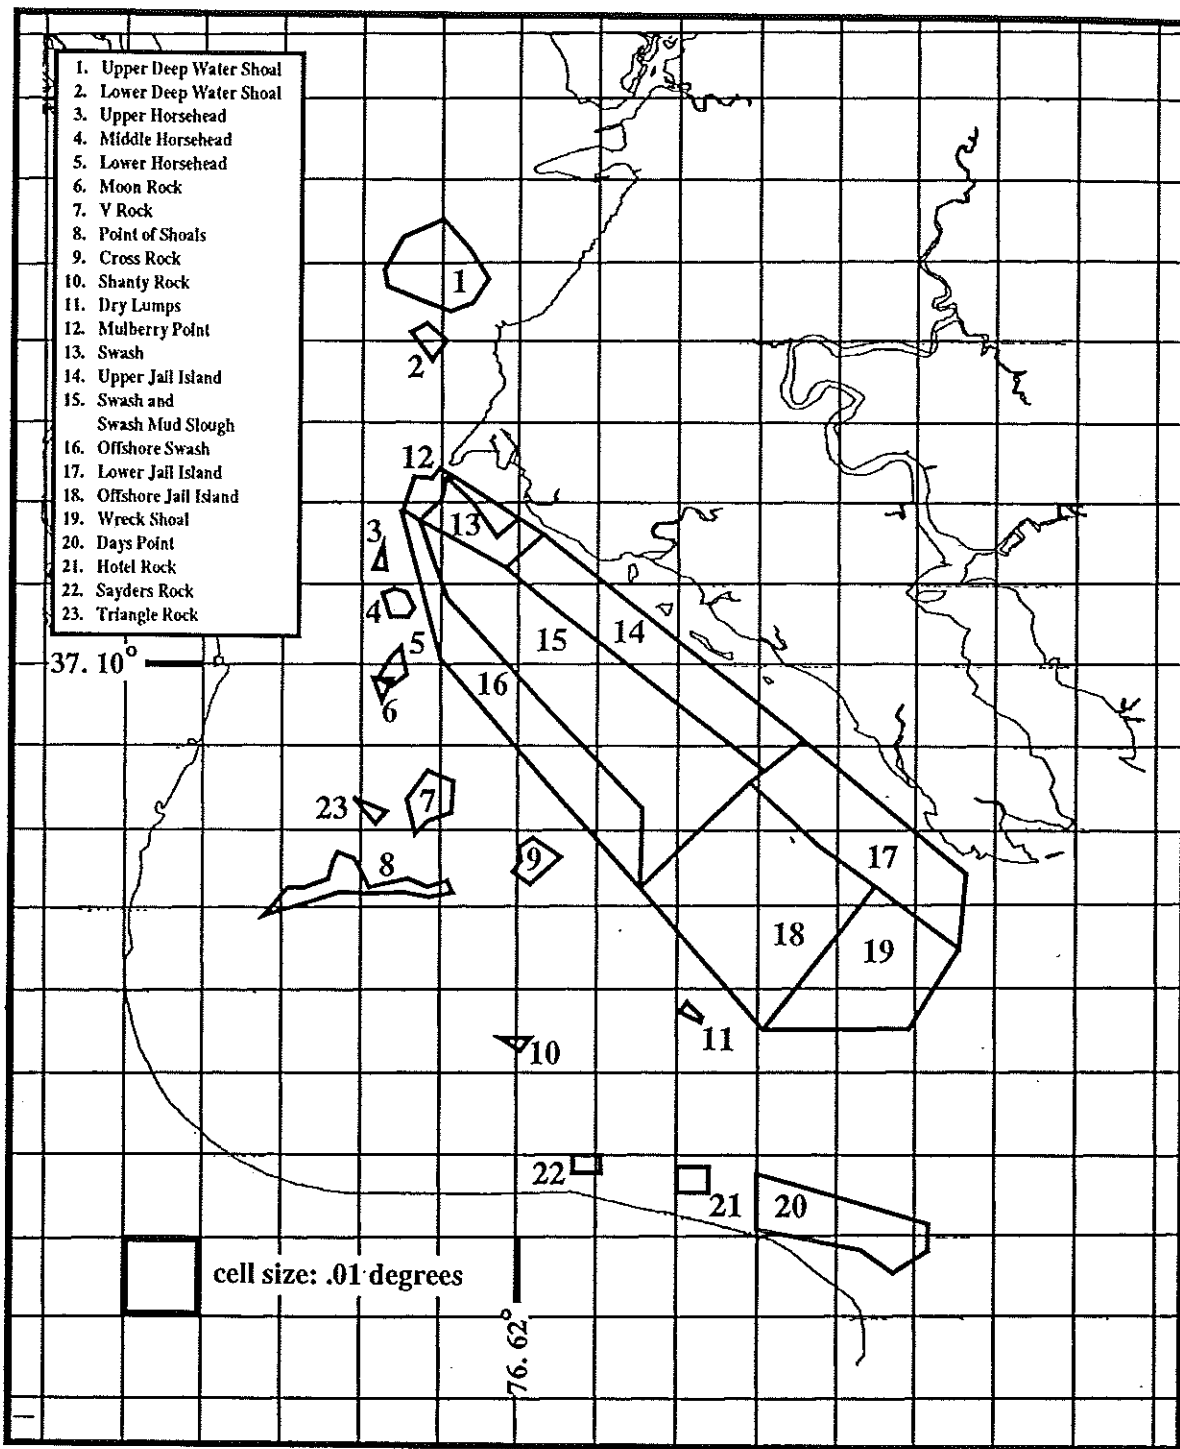 1. Upper Deep Water Shoal
2. Lower Deep Water Shoal
3. Upper Horsehead
4. Middle Horsehead
5. Lower Horsehead
6. Moon Rock
7. V Rock
8. Point of Shoals
9. Cross Rock
10. Shanty Rock
11. Dry Lumps
12. Mulberry Point
13. Swash
14. Upper Jail Island
15. Swash and
Swash Mud Slough
16. Offshore Swash
17. Lower Jail Island
18. Offshore Jail Island
19. Wreck Shoal
20. Days Point
21. Hotel Rock
22. Sayders Rock
23. Triangle Rock
1
2
12
13
3
4
14
15
5
37. 10°
16
6
23
7
8
9
17
18
19
11
10
22
21
20
cell size: .01 degrees
76. 62°